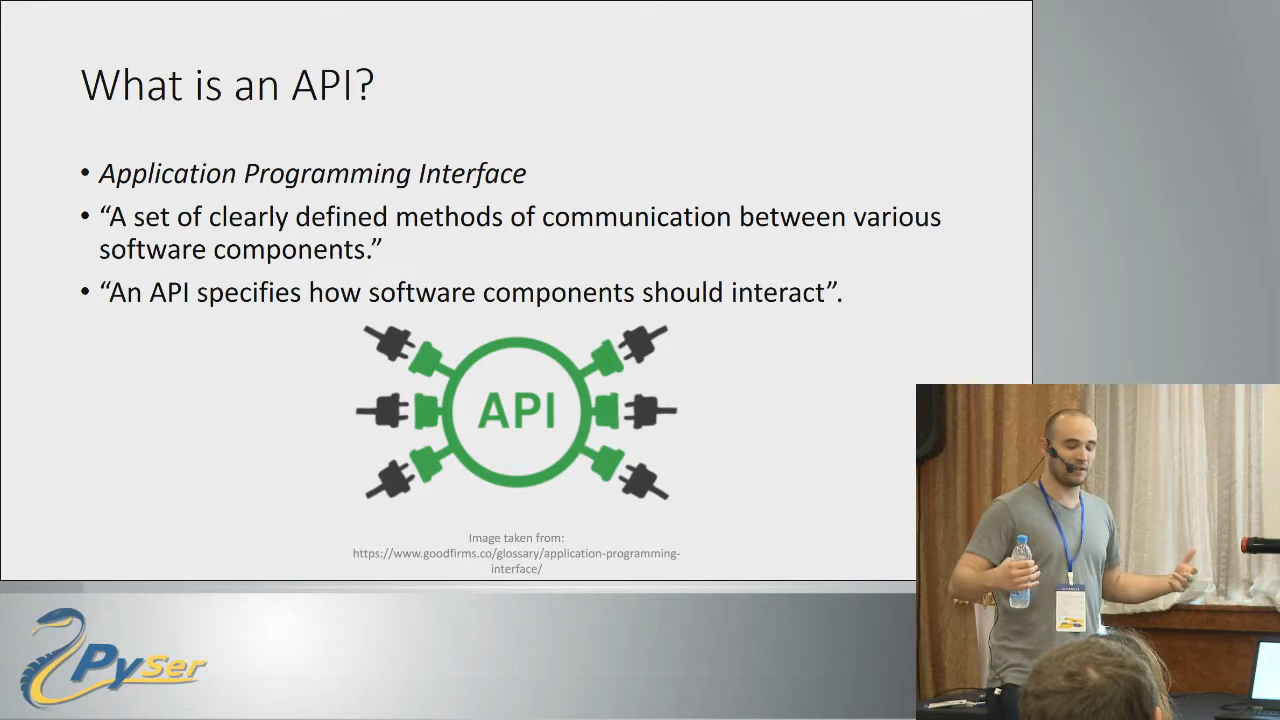 What is an API?
• Application Programming Interface
• “A set of clearly defined methods of communication between various
software components.”
• “An API specifies how software components should interact”.
API
Image taken from:
https://www.goodfirms.co/glossary/application-programming-
interface/
PySer